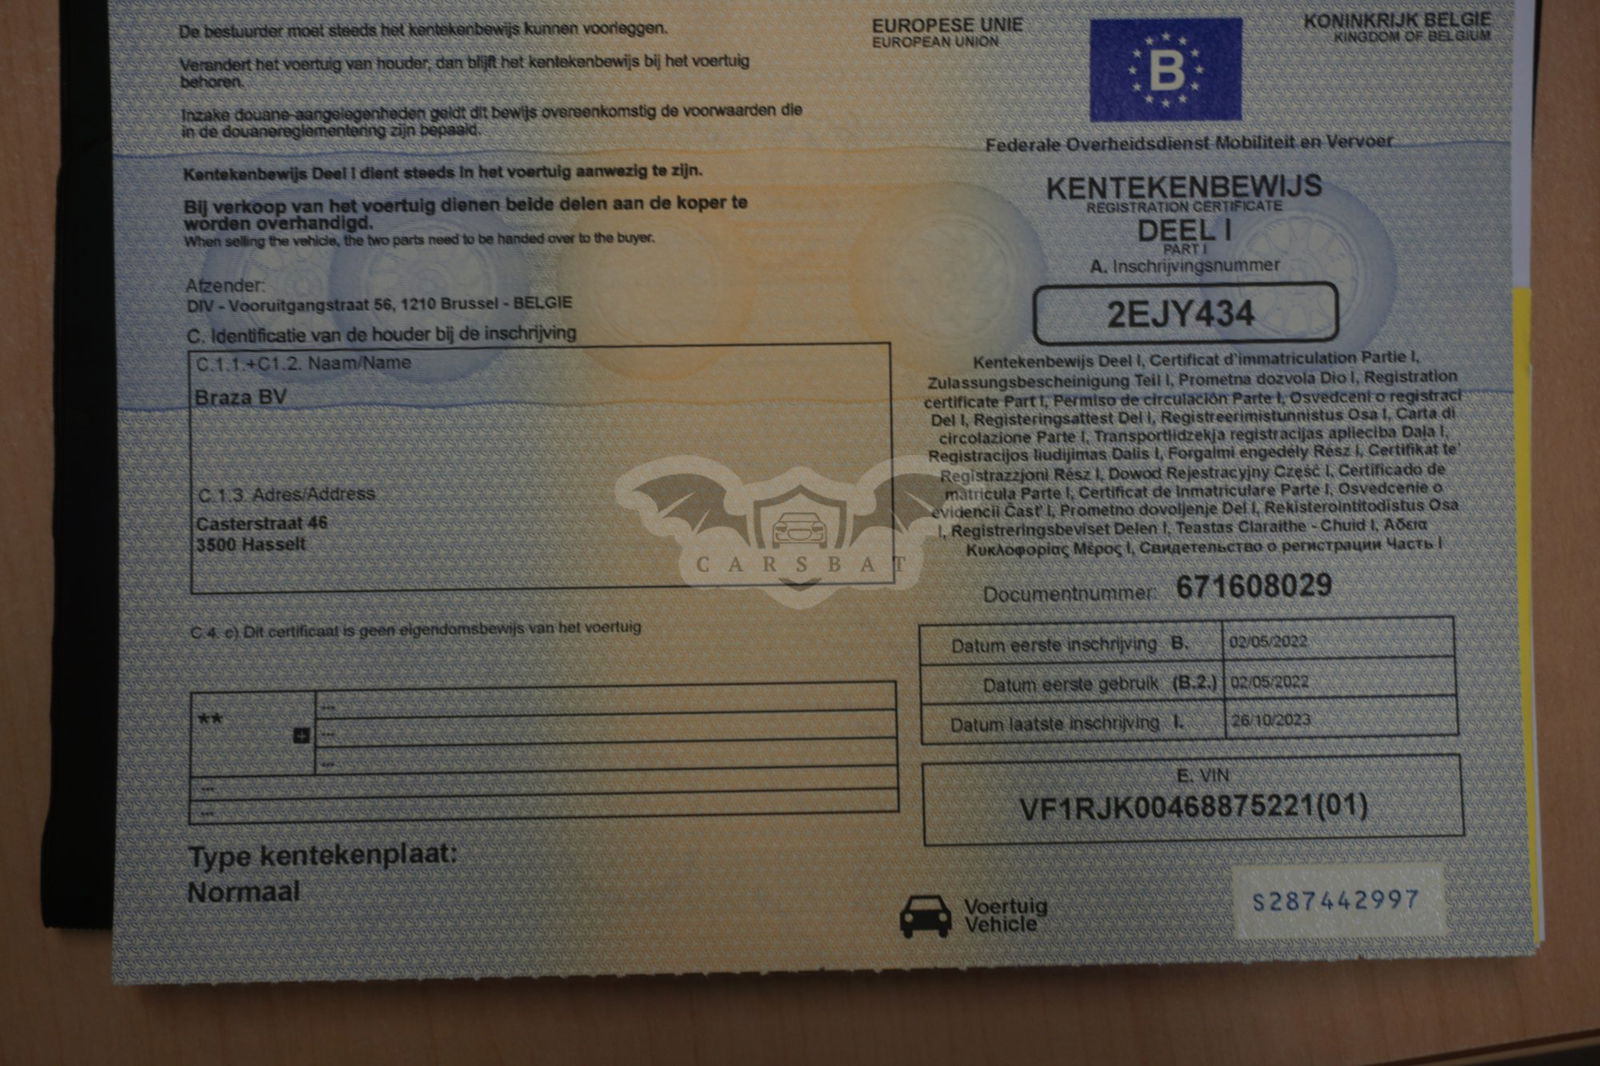 De bestuurder moet steeds het kentekenbewijs kunnen voorleggen.
Verandert het voertuig van houder, dan blijft het kentekenbewijs bij het voertuig
behoren.
Inzake douane-aangelegenheden geldt dit bewijs overeenkomstig de voorwaarden die
in de douanereglementering zijn bepaald.
Kentekenbewijs Deel I dient steeds in het voertuig aanwezig te zijn.
Bij verkoop van het voertuig dienen beide delen aan de koper te
worden overhandigd.
When selling the vehicle, the two parts need to be handed over to the buyer.
Afzender:
DIV - Vooruitgangstraat 56, 1210 Brussel - BELGIE
C. Identificatie van de houder bij de inschrijving
C.1.1.+C1.2. Naam/Name
Braza BV
C.1.3. Adres/Address
Casterstraat 46
3500 Hasselt
C.4. c) Dit certificaat is geen eigendomsbewijs van het voertuig
**
+
---
---
---
---
---
Type kentekenplaat:
Normaal
EUROPESE UNIE
EUROPEAN UNION
B
KONINKRIJK BELGIE
KINGDOM OF BELGIUM
Federale Overheidsdienst Mobiliteit en Vervoer
KENTEKENBEWIJS
REGISTRATION CERTIFICATE
DEEL I
PART I
A. Inschrijvingsnummer
2EJY434
Kentekenbewijs Deel I, Certificat d'immatriculation Partie I,
Zulassungsbescheinigung Teil I, Prometna dozvola Dio I, Registration
certificate Part I, Permiso de circulación Parte I, Osvedceni o registraci
Del I, Registeringsattest Del I, Registreerimistunnistus Osa I, Carta di
circolazione Parte I, Transportlidzekja registracijas aplieciba Daļa I,
Registracijos liudijimas Dalis I, Forgalmi engedély Rész I, Certifikat te'
Registrazzjoni Rész I, Dowod Rejestracyjny Część I, Certificado de
matricula Parte I, Certificat de Inmatriculare Parte I, Osvedcenie o
evidencii Časť I, Prometno dovoljenje Del I, Rekisterointitodistus Osa
I, Registreringsbeviset Delen I, Teastas Claraithe - Chuid I, Άδεια
Κυκλοφορίας Μέρος I, Свидетельство о регистрации Часть I
Documentnummer: 671608029
Datum eerste inschrijving B. 02/05/2022
Datum eerste gebruik (B.2.) 02/05/2022
Datum laatste inschrijving I. 26/10/2023
E. VIN
VF1RJK00468875221(01)
Voertuig
Vehicle
S287442997
CARSBAT